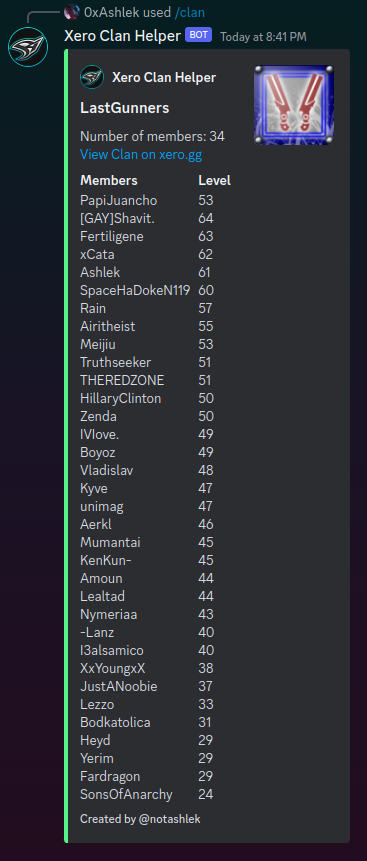 0xAshlek used /clan
Xero Clan Helper BOT Today at 8:41 PM
Xero Clan Helper
LastGunners
Number of members: 34
View Clan on xero.gg
Members Level
PapiJuancho 53
[GAY]Shavit. 64
Fertiligene 63
xCata 62
Ashlek 61
SpaceHaDokeN119 60
Rain 57
Airitheist 55
Meijiu 53
Truthseeker 51
THEREDZONE 51
HillaryClinton 50
Zenda 50
IVIove. 49
Boyoz 49
Vladislav 48
Kyve 47
unimag 47
Aerkl 46
Mumantai 45
KenKun- 45
Amoun 44
Lealtad 44
Nymeriaa 43
-Lanz 40
I3alsamico 40
XxYoungxX 38
JustANoobie 37
Lezzo 33
Bodkatolica 31
Heyd 29
Yerim 29
Fardragon 29
SonsOfAnarchy 24
Created by @notashlek